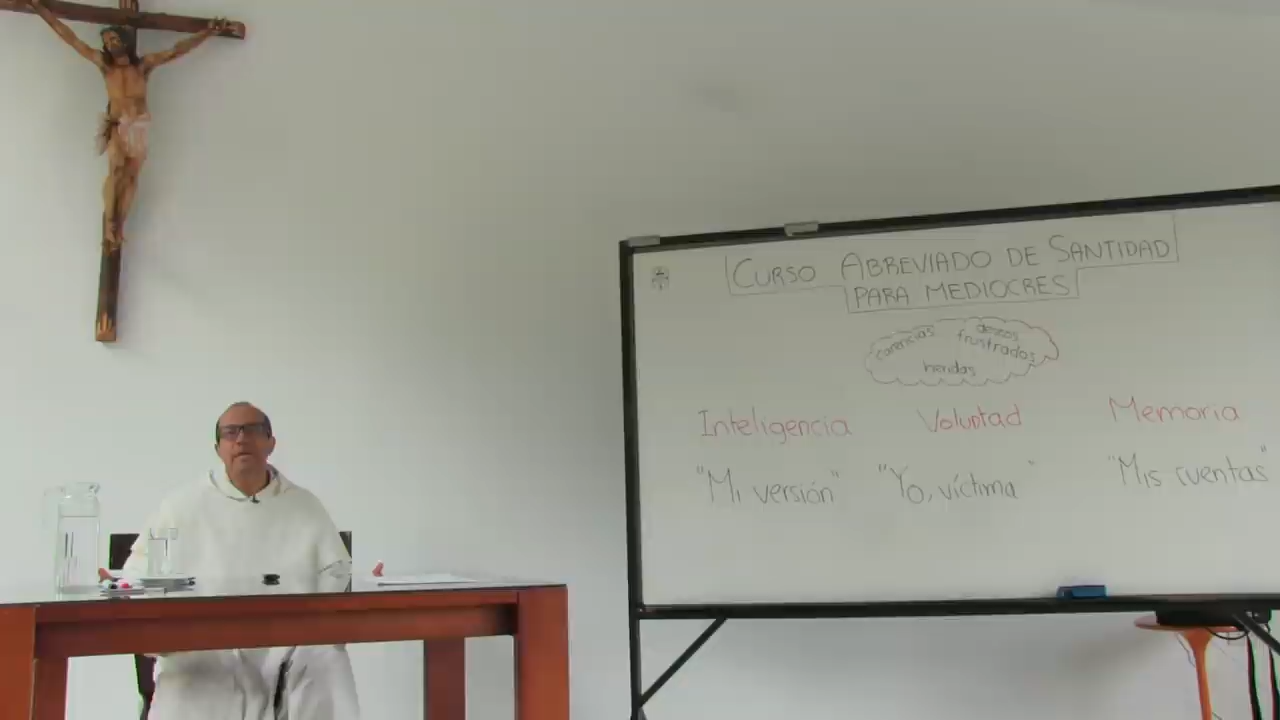 CURSO ABREVIADO DE SANTIDAD
PARA MEDIOCRES
carencias
deseos
frustrados
heridas
Inteligencia Voluntad Memoria
"Mi versión" "Yo, víctima" "Mis cuentas"